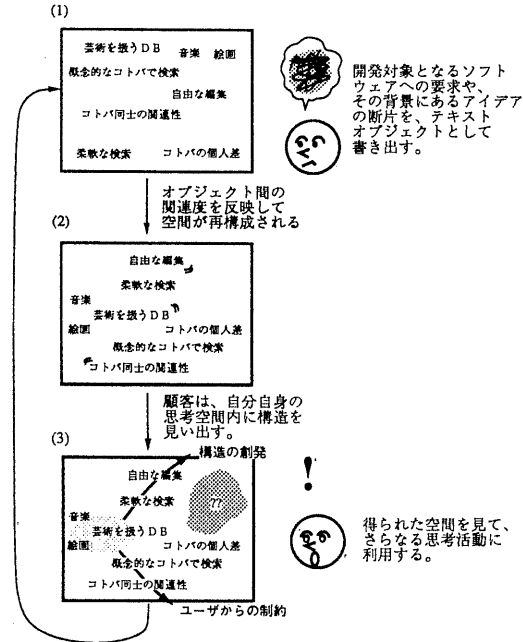 (1)
芸術を扱うDB
音楽
絵画
概念的なコトバで検索
自由な編集
コトバ同士の関連性
柔軟な検索
コトバの個人差
開発対象となるソフト
ウェアへの要求や、
その背景にあるアイデア
の断片を、テキスト
オブジェクトとして
書き出す。
オブジェクト間の
関連度を反映して
空間が再構成される
(2)
自由な編集
柔軟な検索
音楽
芸術を扱うDB
絵画
コトバの個人差
概念的なコトバで検索
コトバ同士の関連性
顧客は、自分自身の
思考空間内に構造を
見い出す。
(3)
構造の創発
自由な編集
柔軟な検索
??
音楽
芸術を扱うDB
絵画
コトバの個人差
概念的なコトバで検索
コトバ同士の関連性
ユーザからの制約
!
得られた空間を見て、
さらなる思考活動に
利用する。